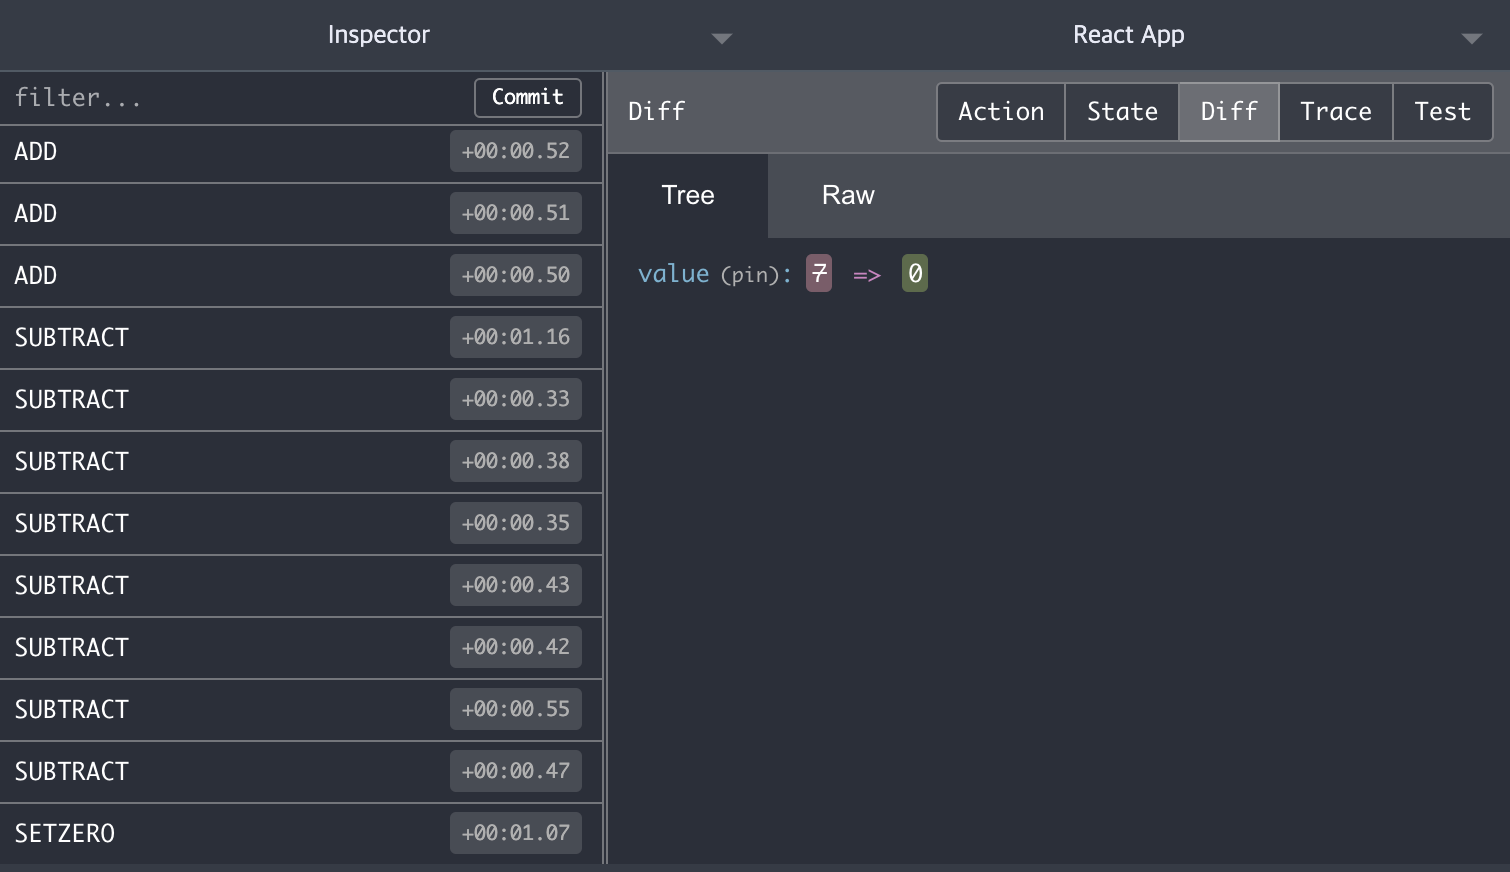 Inspector
React App
filter...
Commit
Diff
Action
State
Diff
Trace
Test
Tree
Raw
value (pin): 7 => 0
ADD +00:00.52
ADD +00:00.51
ADD +00:00.50
SUBTRACT +00:01.16
SUBTRACT +00:00.33
SUBTRACT +00:00.38
SUBTRACT +00:00.35
SUBTRACT +00:00.43
SUBTRACT +00:00.42
SUBTRACT +00:00.55
SUBTRACT +00:00.47
SETZERO +00:01.07